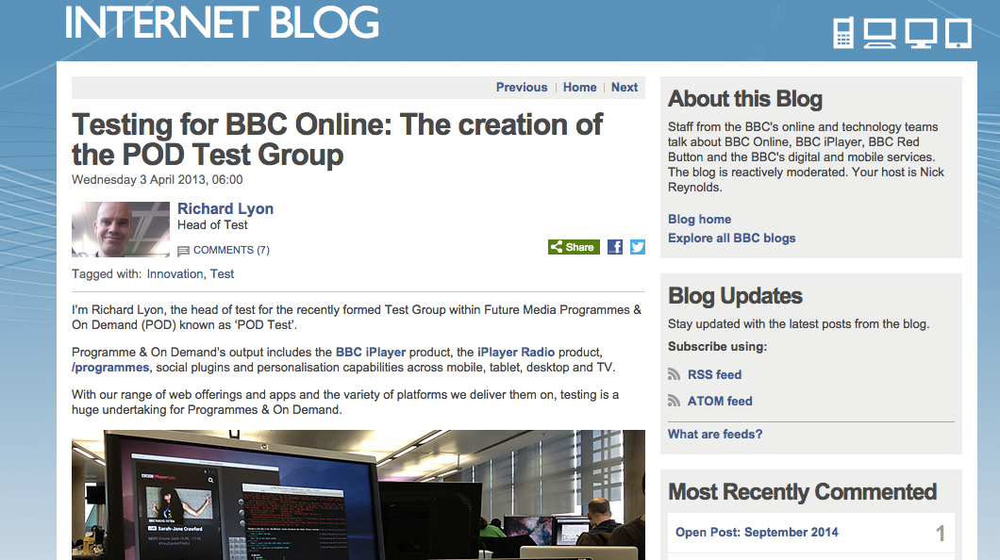 INTERNET BLOG
Previous | Home | Next
Testing for BBC Online: The creation of
the POD Test Group
Wednesday 3 April 2013, 06:00
Richard Lyon
Head of Test
COMMENTS (7)
Share
Tagged with: Innovation, Test
I'm Richard Lyon, the head of test for the recently formed Test Group within Future Media Programmes &
On Demand (POD) known as ‘POD Test’.
Programme & On Demand's output includes the BBC iPlayer product, the iPlayer Radio product,
/programmes, social plugins and personalisation capabilities across mobile, tablet, desktop and TV.
With our range of web offerings and apps and the variety of platforms we deliver them on, testing is a
huge undertaking for Programmes & On Demand.
BBC iPlayerRadio
BBC RADIO 1XTRA
LIVE Sarah-Jane Crawford
About this Blog
Staff from the BBC's online and technology teams
talk about BBC Online, BBC iPlayer, BBC Red
Button and the BBC's digital and mobile services.
The blog is reactively moderated. Your host is Nick
Reynolds.
Blog home
Explore all BBC blogs
Blog Updates
Stay updated with the latest posts from the blog.
Subscribe using:
RSS feed
ATOM feed
What are feeds?
Most Recently Commented
Open Post: September 2014 1